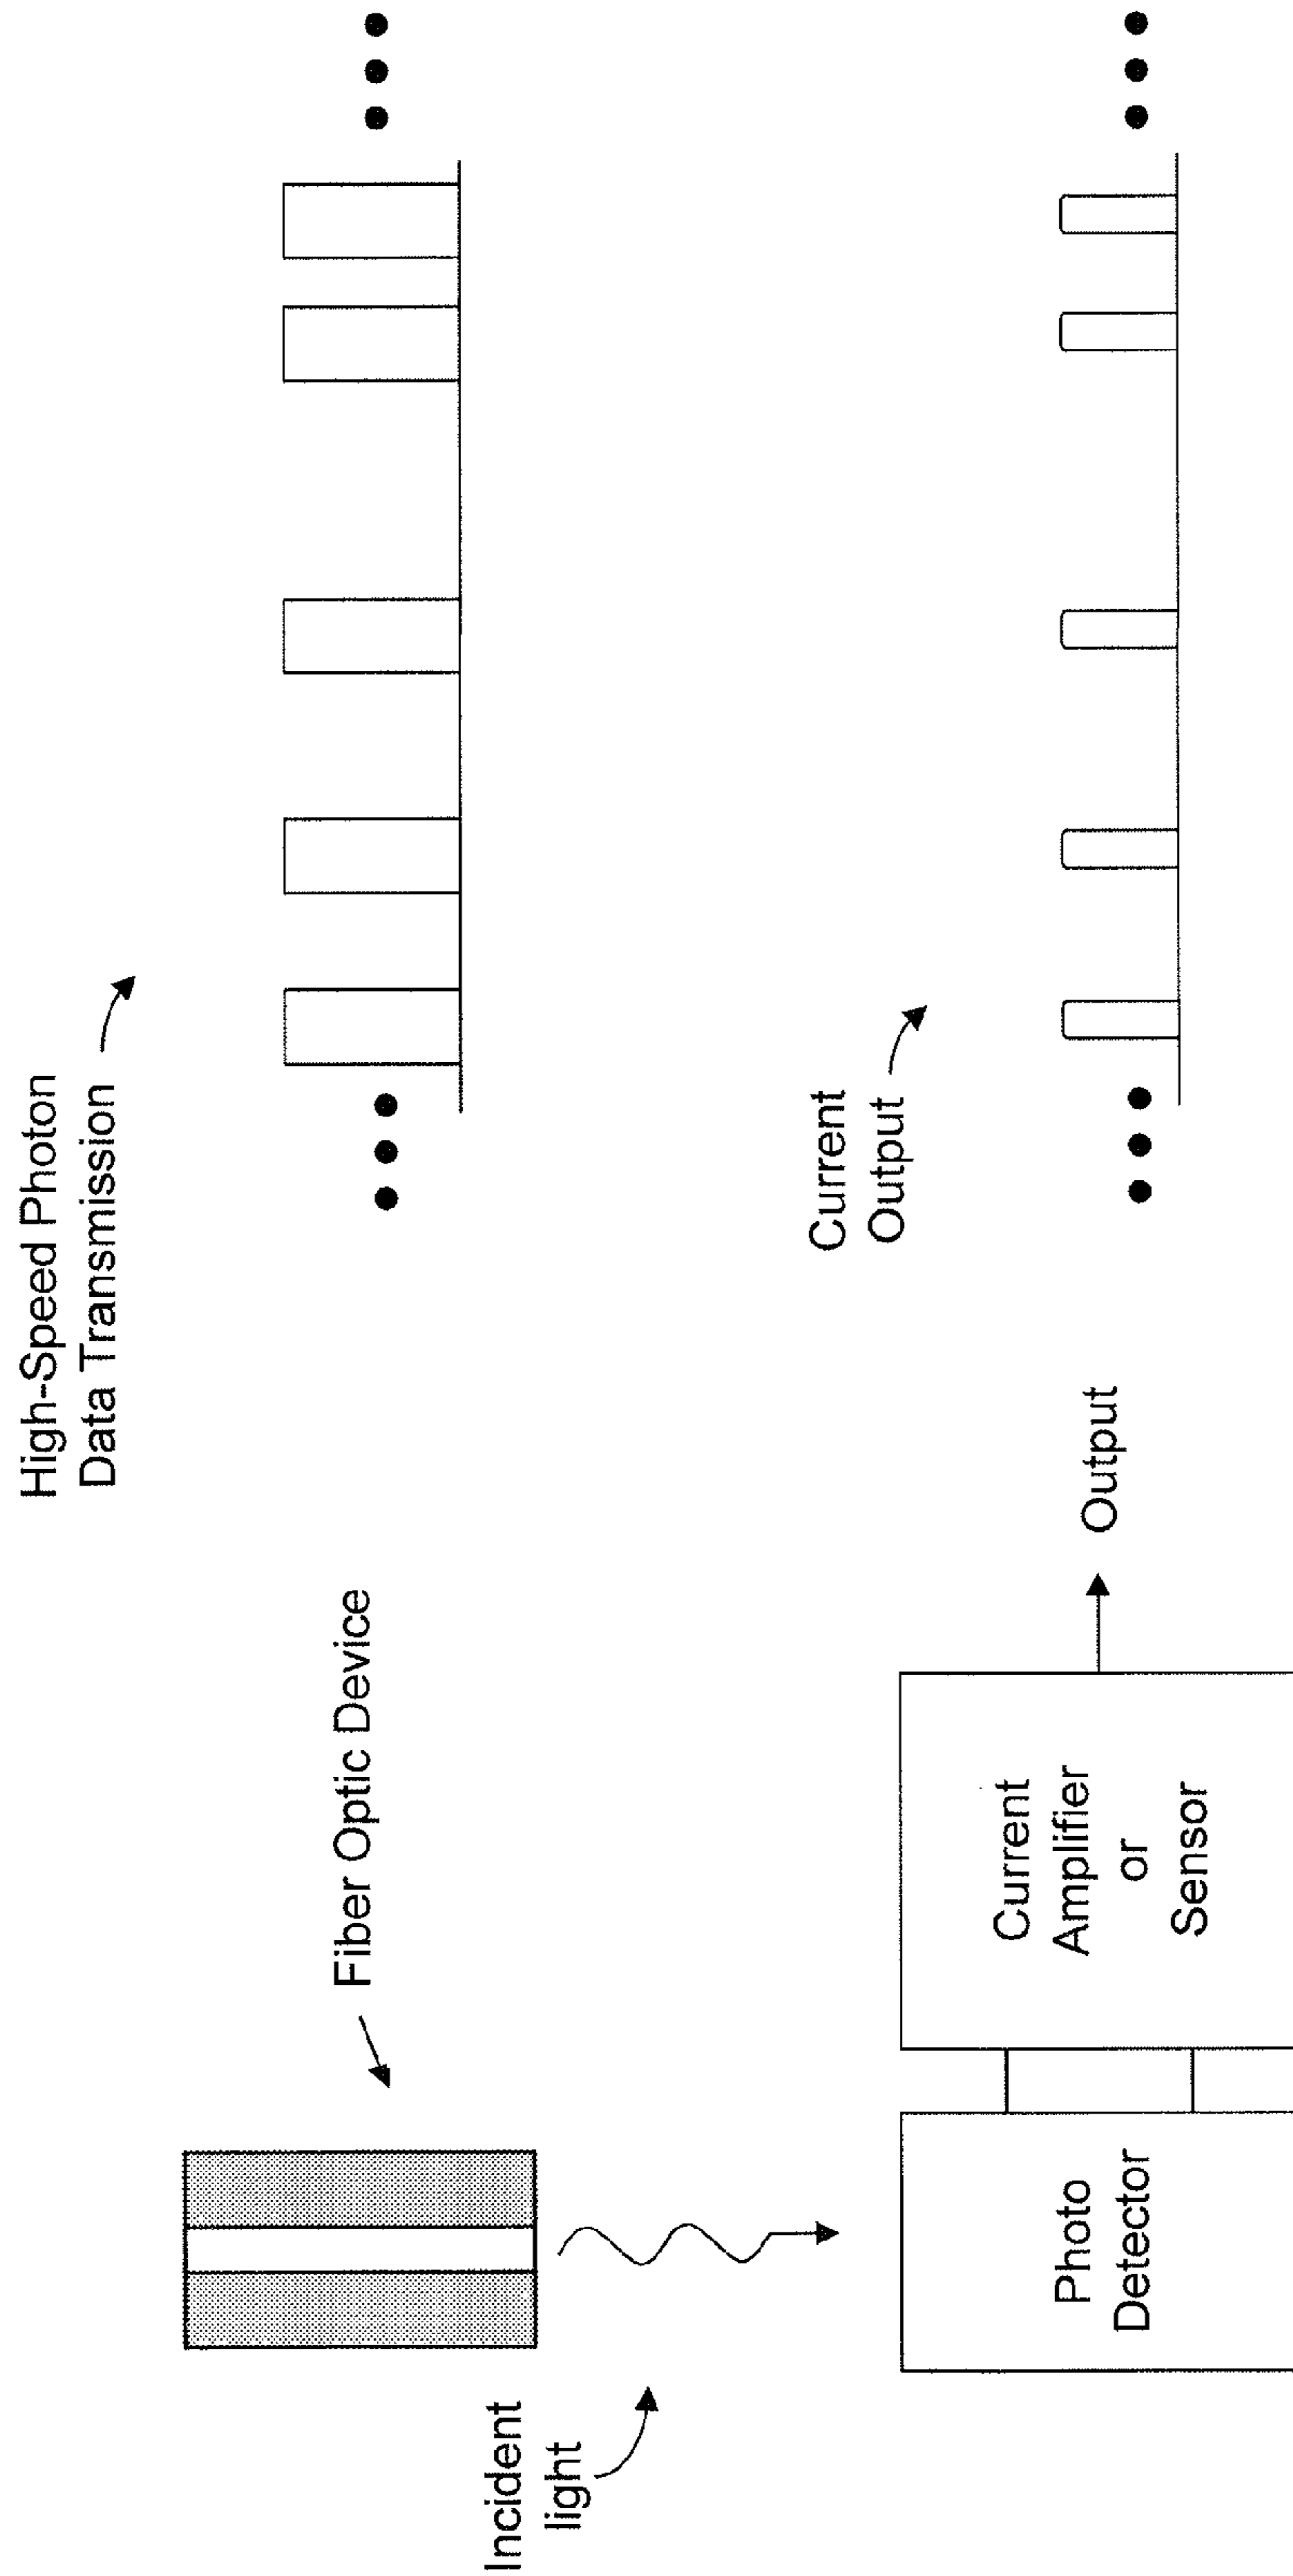 High-Speed Photon
Data Transmission
Fiber Optic Device
Incident
light
Current
Output
Output
Photo
Detector
Current
Amplifier
or
Sensor